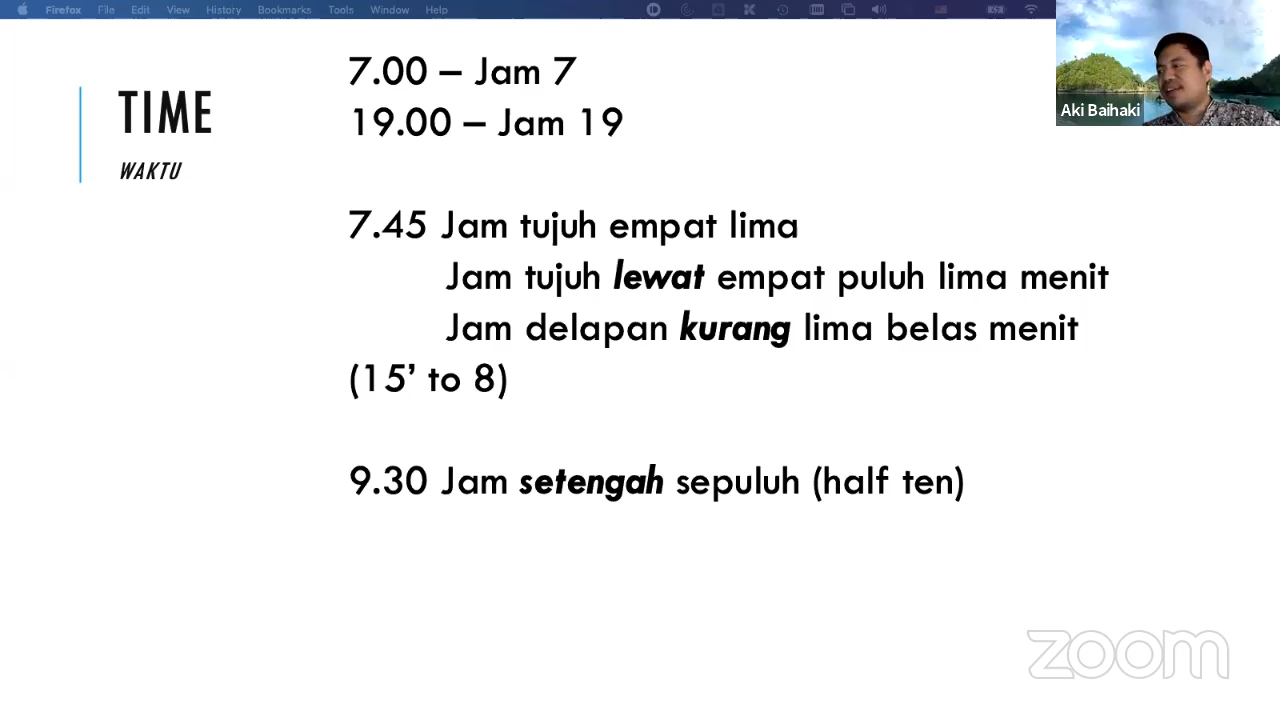 Firefox File Edit View History Bookmarks Tools Window Help
TIME
WAKTU
7.00 – Jam 7
19.00 – Jam 19
7.45 Jam tujuh empat lima
Jam tujuh lewat empat puluh lima menit
Jam delapan kurang lima belas menit
(15’ to 8)
9.30 Jam setengah sepuluh (half ten)
Aki Baihaki
zoom